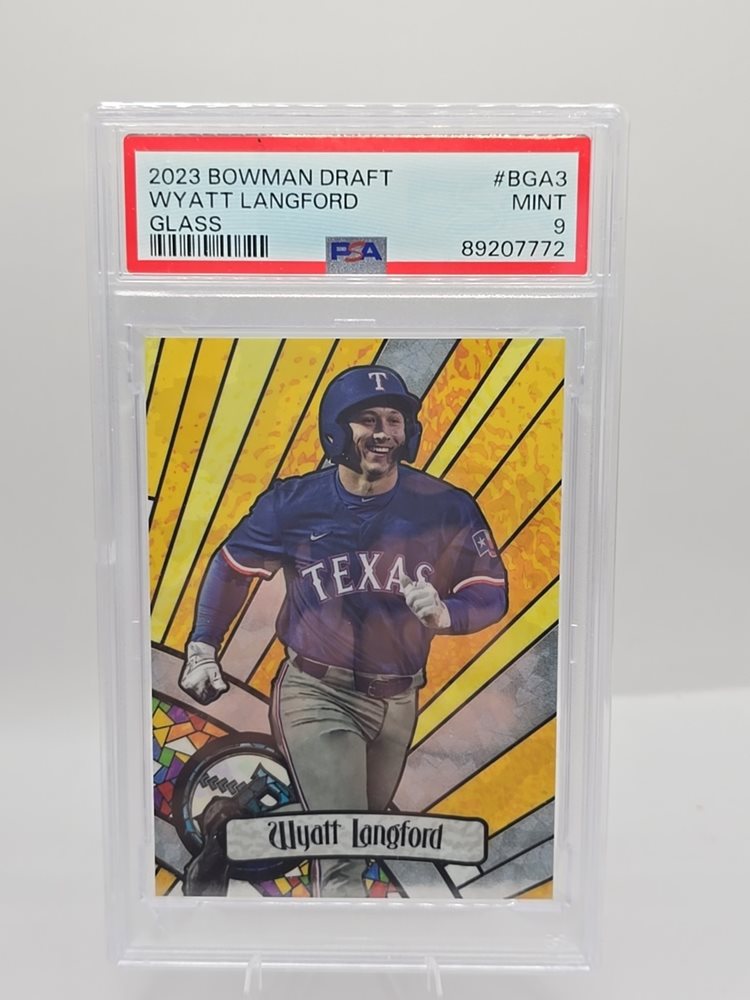 2023 BOWMAN DRAFT #BGA3
WYATT LANGFORD MINT
GLASS 9
PSA 89207772
T
TEXAS
Wyatt Langford